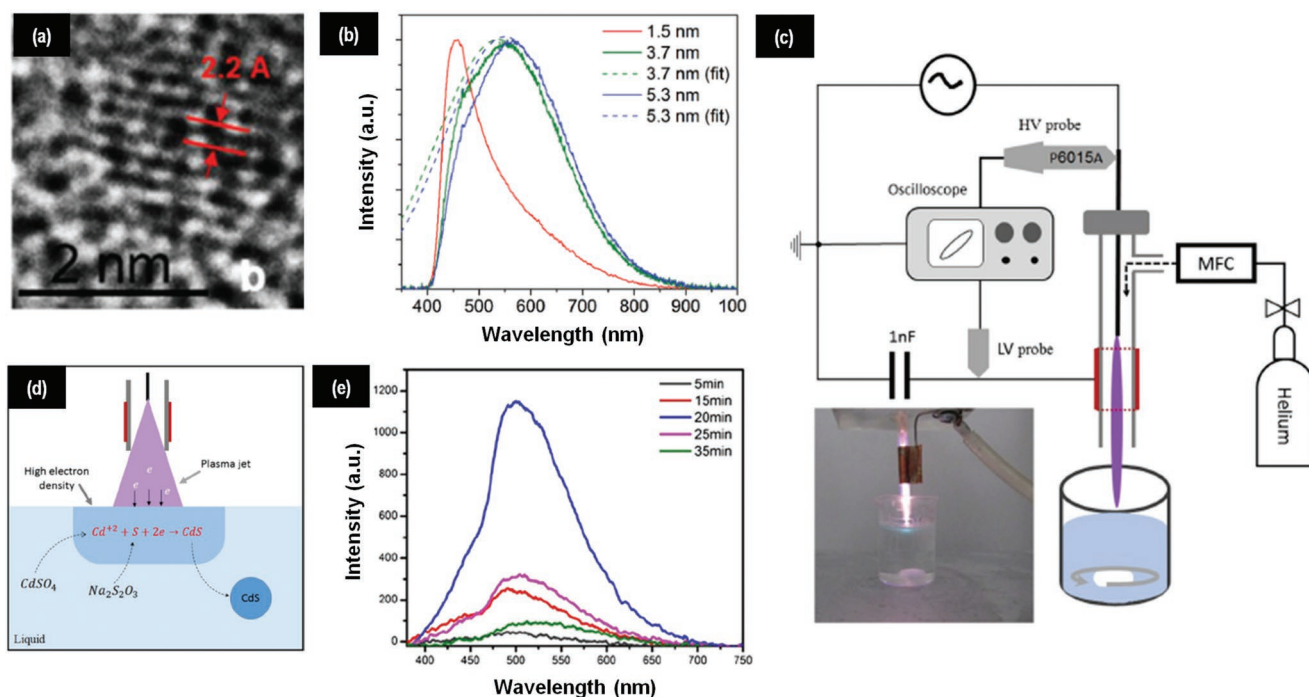 (a)
2.2 A
2 nm
b
(b)
Intensity (a.u.)
1.5 nm
3.7 nm
3.7 nm (fit)
5.3 nm
5.3 nm (fit)
400 500 600 700 800 900 100
Wavelength (nm)
(c)
HV probe
P6015A
Oscilloscope
MFC
1nF
LV probe
Helium
(d)
High electron
density
Plasma jet
e
e e
Cd+2 + S + 2e → CdS
CdSO4
Na2S2O3
CdS
Liquid
(e)
Intensity (a.u.)
1200
1000
800
600
400
200
0
5min
15min
20min
25min
35min
400 450 500 550 600 650 700 750
Wavelength (nm)